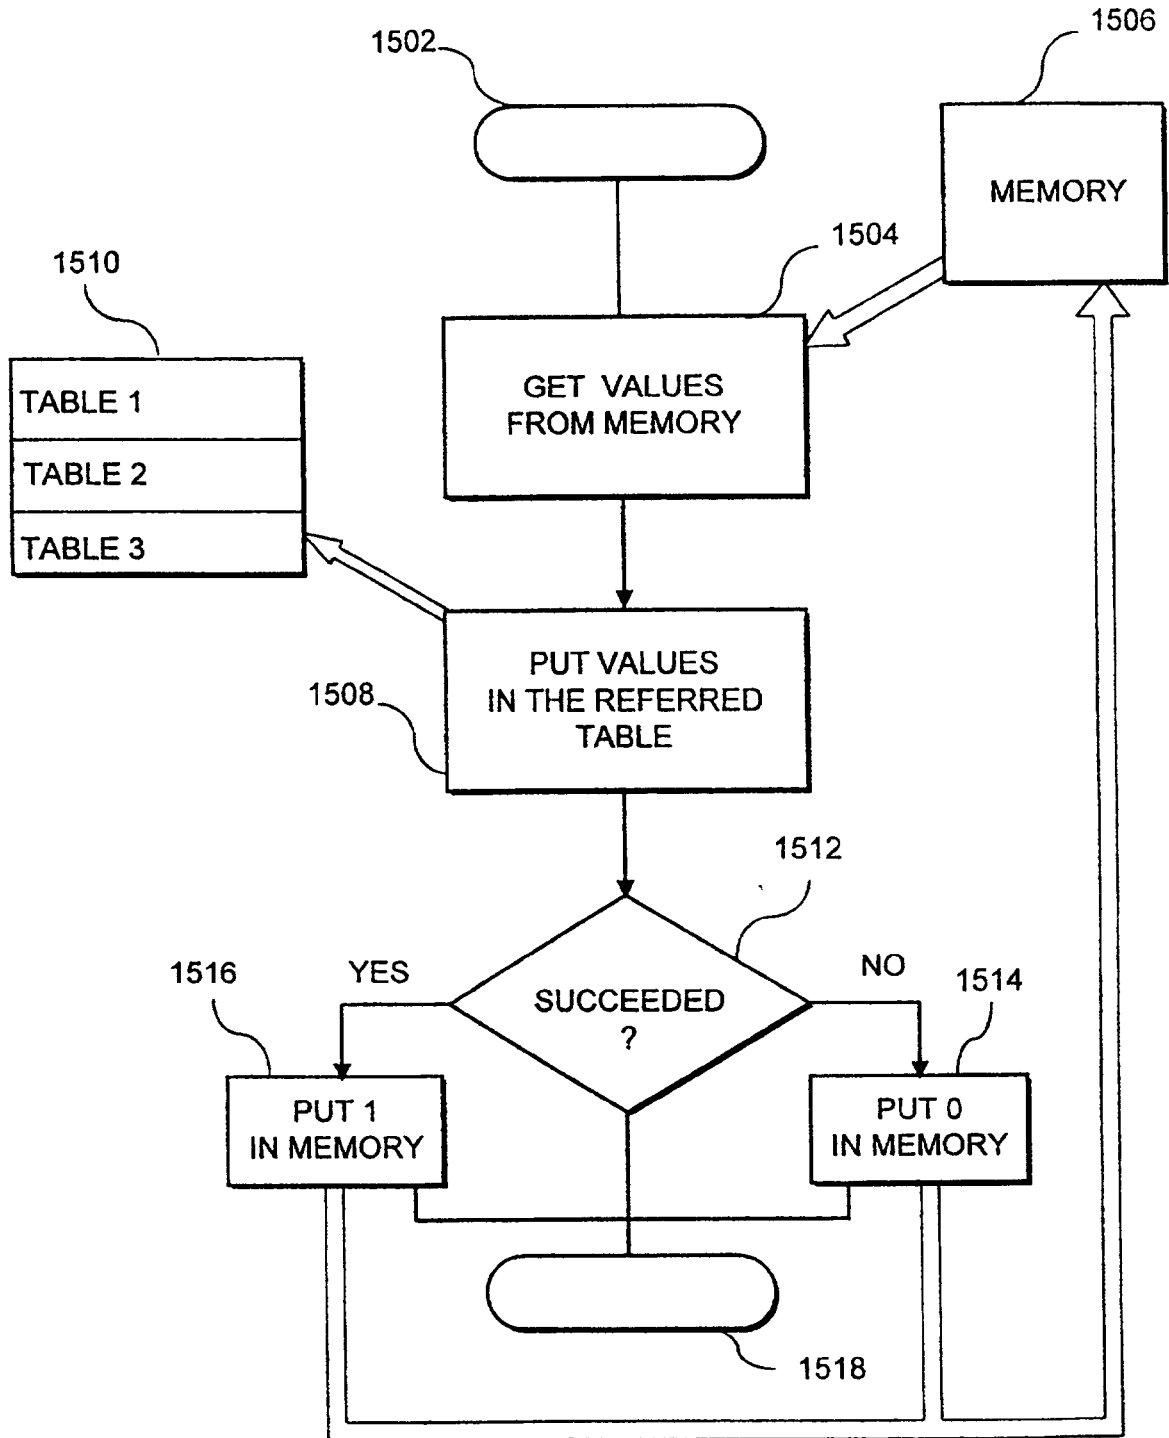 1502
1506
MEMORY
1504
1510
TABLE 1
TABLE 2
TABLE 3
GET VALUES
FROM MEMORY
PUT VALUES
IN THE REFERRED
TABLE
1508
1512
SUCCEEDED
?
YES
NO
1516
1514
PUT 1
IN MEMORY
PUT 0
IN MEMORY
1518